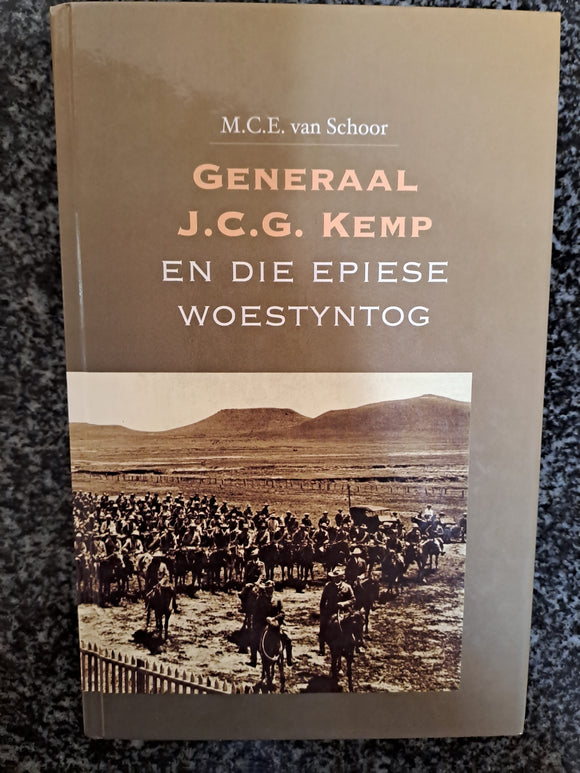 M.C.E. van Schoor
GENERAAL
J.C.G. KEMP
EN DIE EPIESE
WOESTYNTOG